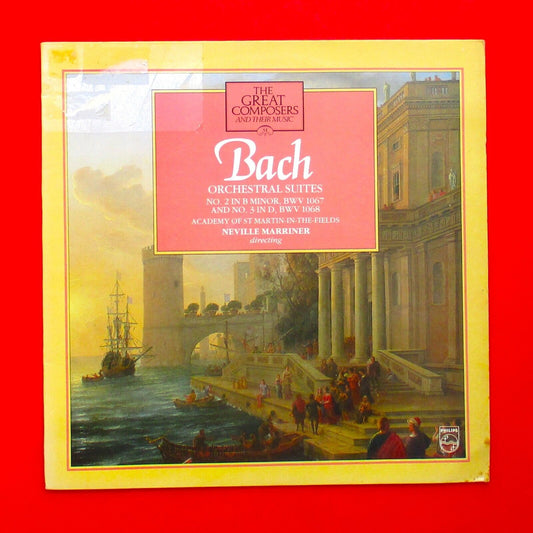 THE
GREAT
COMPOSERS
AND THEIR MUSIC
Bach
ORCHESTRAL SUITES
NO. 2 IN B MINOR, BWV 1067
AND NO. 3 IN D, BWV 1068
ACADEMY OF ST MARTIN-IN-THE-FIELDS
NEVILLE MARRINER
directing
PHILIPS